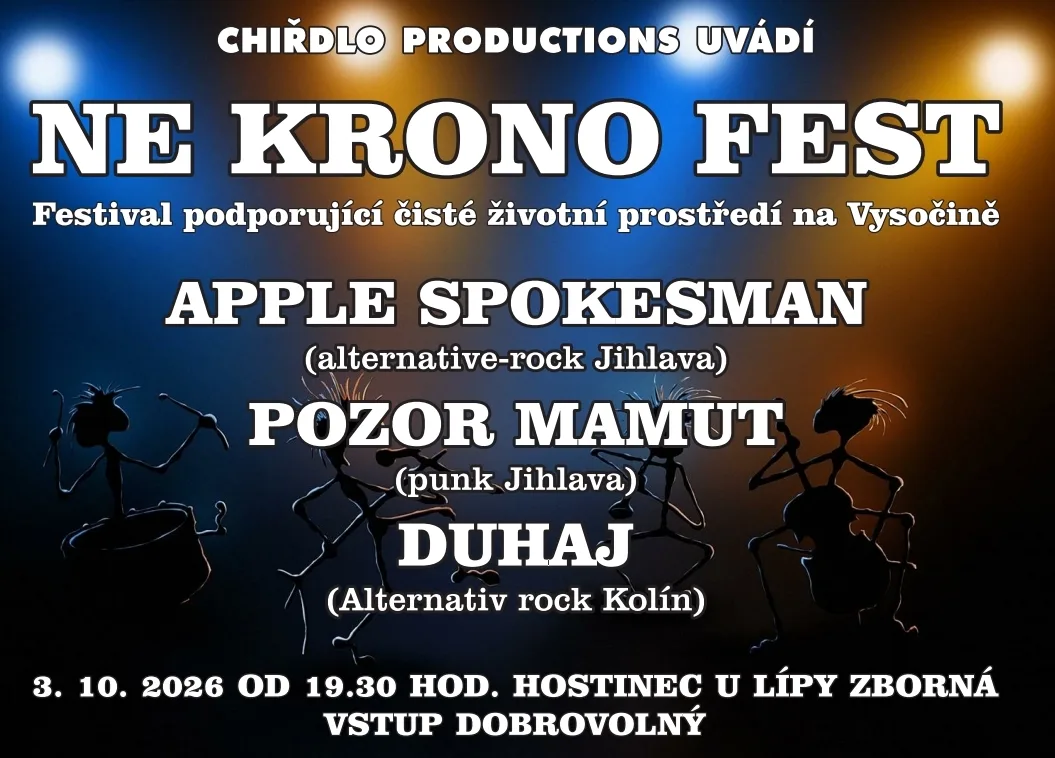 CHIŘDLO PRODUCTIONS UVÁDÍ
NE KRONO FEST
Festival podporující čisté životní prostředí na Vysočině
APPLE SPOKESMAN
(alternative-rock Jihlava)
POZOR MAMUT
(punk Jihlava)
DUHAJ
(Alternativ rock Kolín)
3. 10. 2026 OD 19.30 HOD. HOSTINEC U LÍPY ZBORNÁ
VSTUP DOBROVOLNÝ